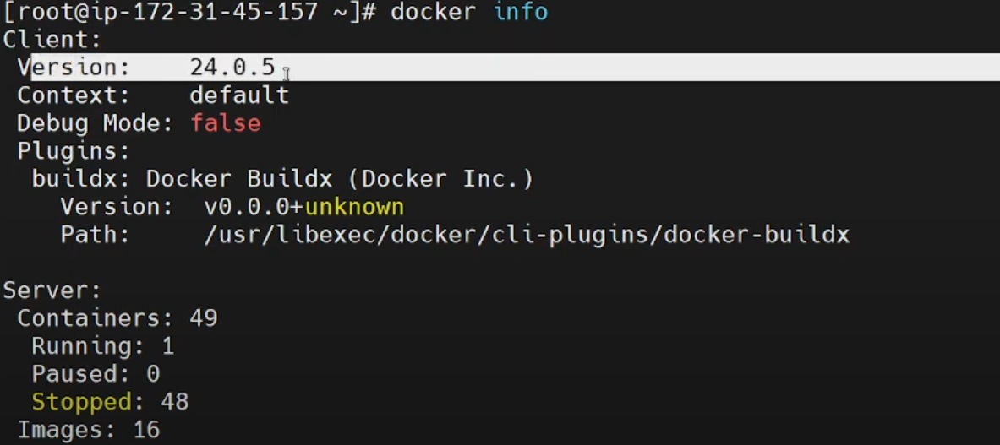 [root@ip-172-31-45-157 ~]# docker info
Client:
 Version:    24.0.5
 Context:    default
 Debug Mode: false
 Plugins:
  buildx: Docker Buildx (Docker Inc.)
    Version:  v0.0.0+unknown
    Path:     /usr/libexec/docker/cli-plugins/docker-buildx

Server:
 Containers: 49
  Running: 1
  Paused: 0
  Stopped: 48
 Images: 16